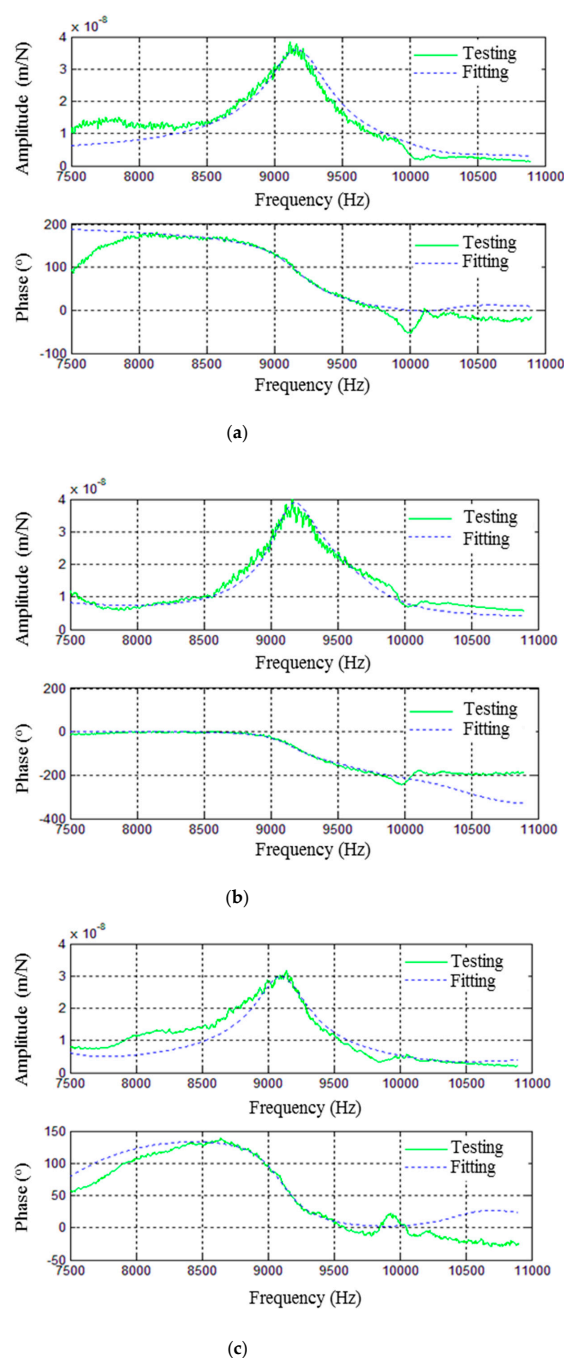 × 10⁻⁸
Amplitude (m/N)
4
3
2
1
0
Testing
Fitting
7500 8000 8500 9000 9500 10000 10500 11000
Frequency (Hz)
Phase (°)
200
100
0
-100
Testing
Fitting
7500 8000 8500 9000 9500 10000 10500 11000
Frequency (Hz)
(a)
× 10⁻⁸
Amplitude (m/N)
4
3
2
1
0
Testing
Fitting
7500 8000 8500 9000 9500 10000 10500 11000
Frequency (Hz)
Phase (°)
200
0
-200
-400
Testing
Fitting
7500 8000 8500 9000 9500 10000 10500 11000
Frequency (Hz)
(b)
× 10⁻⁸
Amplitude (m/N)
4
3
2
1
0
Testing
Fitting
7500 8000 8500 9000 9500 10000 10500 11000
Frequency (Hz)
Phase (°)
150
100
50
0
-50
Testing
Fitting
7500 8000 8500 9000 9500 10000 10500 11000
Frequency (Hz)
(c)